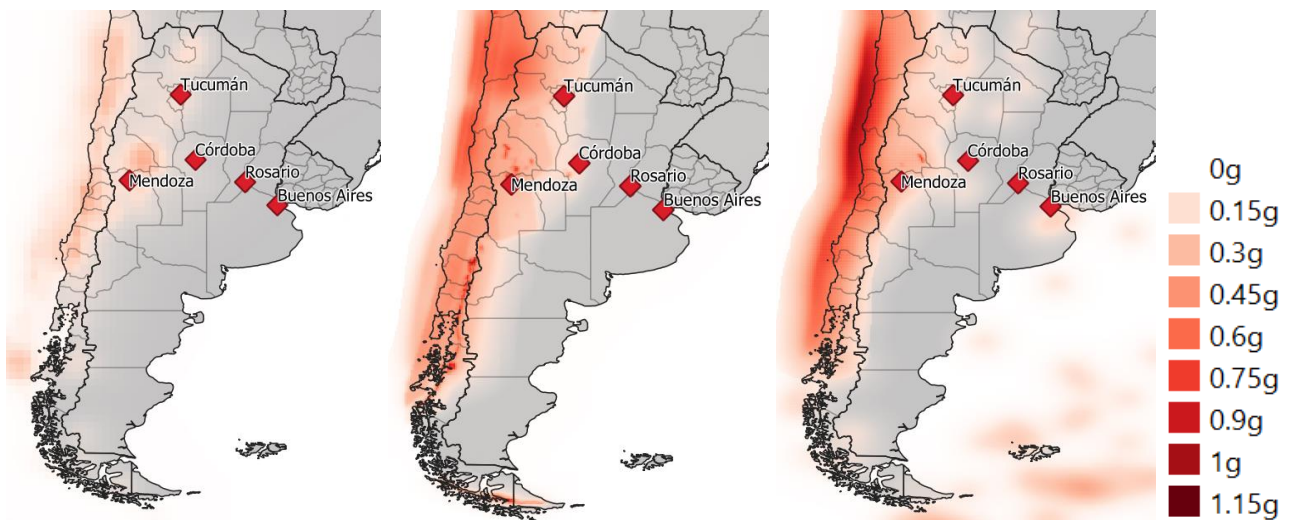 Tucumán
Córdoba
Mendoza
Rosario
Buenos Aires
Tucumán
Córdoba
Mendoza
Rosario
Buenos Aires
Tucumán
Córdoba
Mendoza
Rosario
Buenos Aires
0g
0.15g
0.3g
0.45g
0.6g
0.75g
0.9g
1g
1.15g